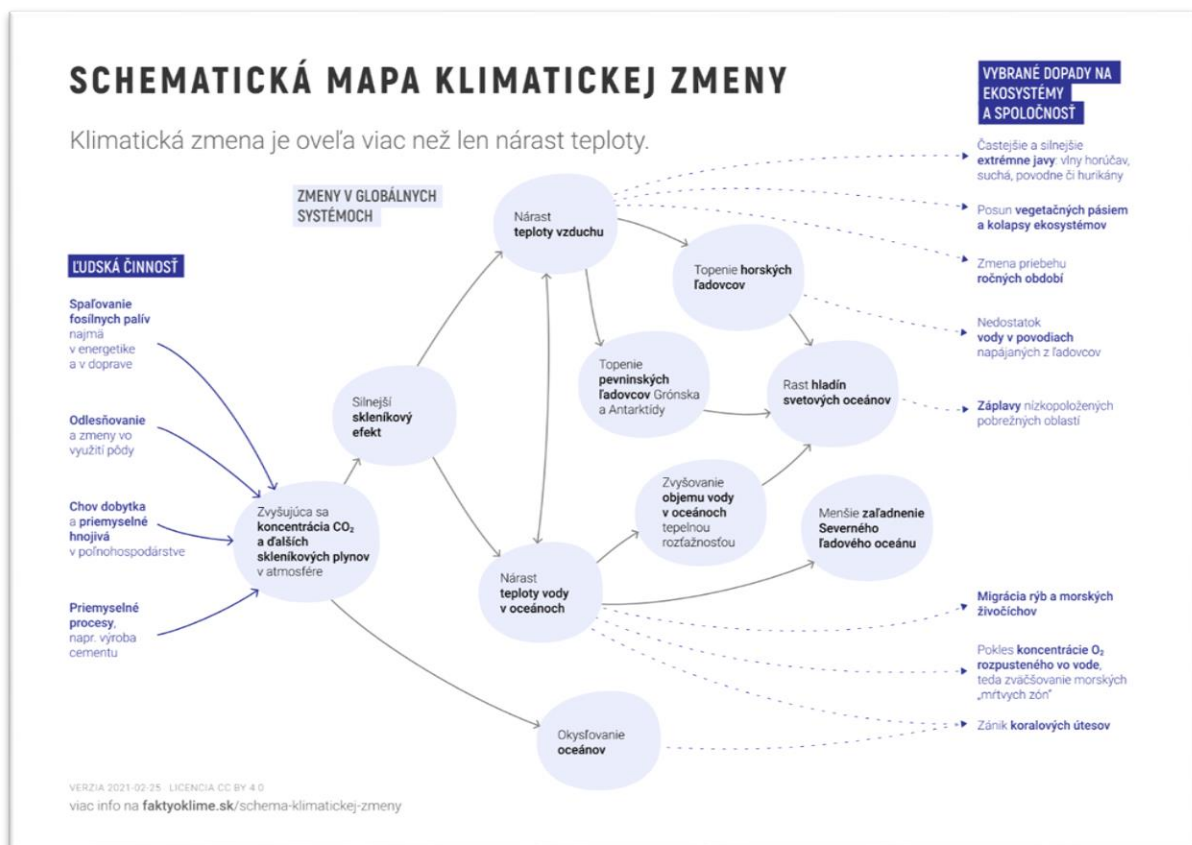 SCHEMATICKÁ MAPA KLIMATICKEJ ZMENY
Klimatická zmena je oveľa viac než len nárast teploty.
ZMENY V GLOBÁLNYCH
SYSTÉMOCH
ĽUDSKÁ ČINNOSŤ
Spaľovanie
fosílnych palív
najmä
v energetike
a v doprave
Odlesňovanie
a zmeny vo
využití pôdy
Chov dobytka
a priemyselné
hnojivá
v poľnohospodárstve
Priemyselné
procesy,
napr. výroba
cementu
Zvyšujúca sa
koncentrácia CO₂
a ďalších
skleníkových plynov
v atmosfére
Silnejší
skleníkový
efekt
Nárast
teploty vzduchu
Topenie horských
ľadovcov
Topenie
pevninských
ľadovcov Grónska
a Antarktídy
Rast hladín
svetových oceánov
Zvyšovanie
objemu vody
v oceánoch
tepelnou
rozťažnosťou
Menšie zaľadnenie
Severného
ľadového oceánu
Nárast
teploty vody
v oceánoch
Okysľovanie
oceánov
VYBRANÉ DOPADY NA
EKOSYSTÉMY
A SPOLOČNOSŤ
Častejšie a silnejšie
extrémne javy: vlny horúčav,
suchá, povodne či hurikány
Posun vegetačných pásiem
a kolapsy ekosystémov
Zmena priebehu
ročných období
Nedostatok
vody v povodiach
napájaných z ľadovcov
Záplavy nízkopoložených
pobrežných oblastí
Migrácia rýb a morských
živočíchov
Pokles koncentrácie O₂
rozpusteného vo vode,
teda zväčšovanie morských
„mŕtvych zón"
Zánik koralových útesov
VERZIA 2021-02-25 LICENCIA CC BY 4.0
viac info na faktyoklime.sk/schema-klimatickej-zmeny